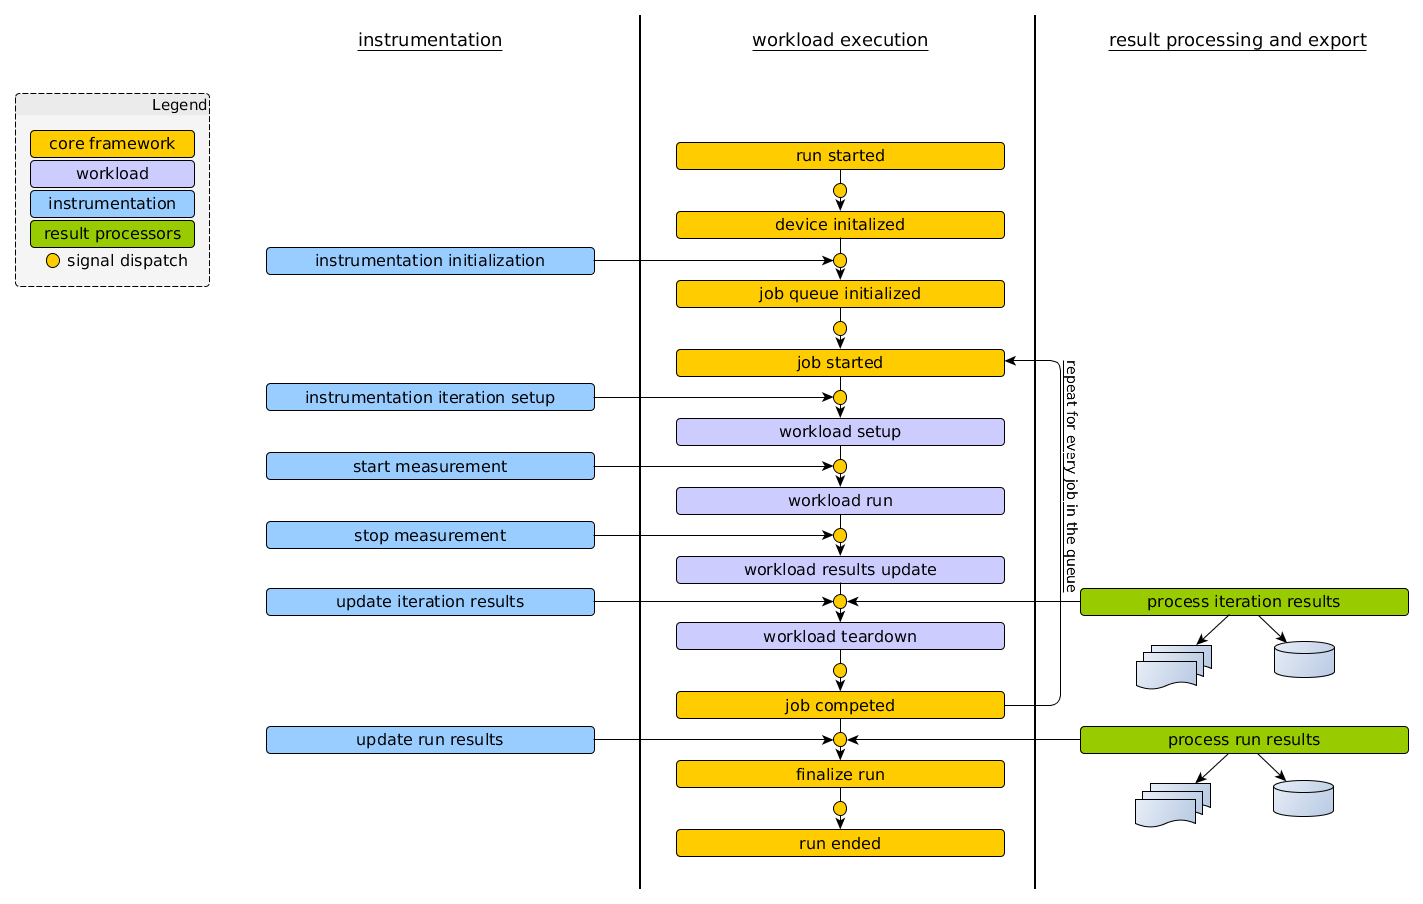 instrumentation
workload execution
result processing and export
Legend
core framework
workload
instrumentation
result processors
signal dispatch
run started
device initalized
instrumentation initialization
job queue initialized
job started
instrumentation iteration setup
workload setup
start measurement
workload run
stop measurement
workload results update
repeat for every job in the queue
update iteration results
process iteration results
workload teardown
job competed
update run results
process run results
finalize run
run ended